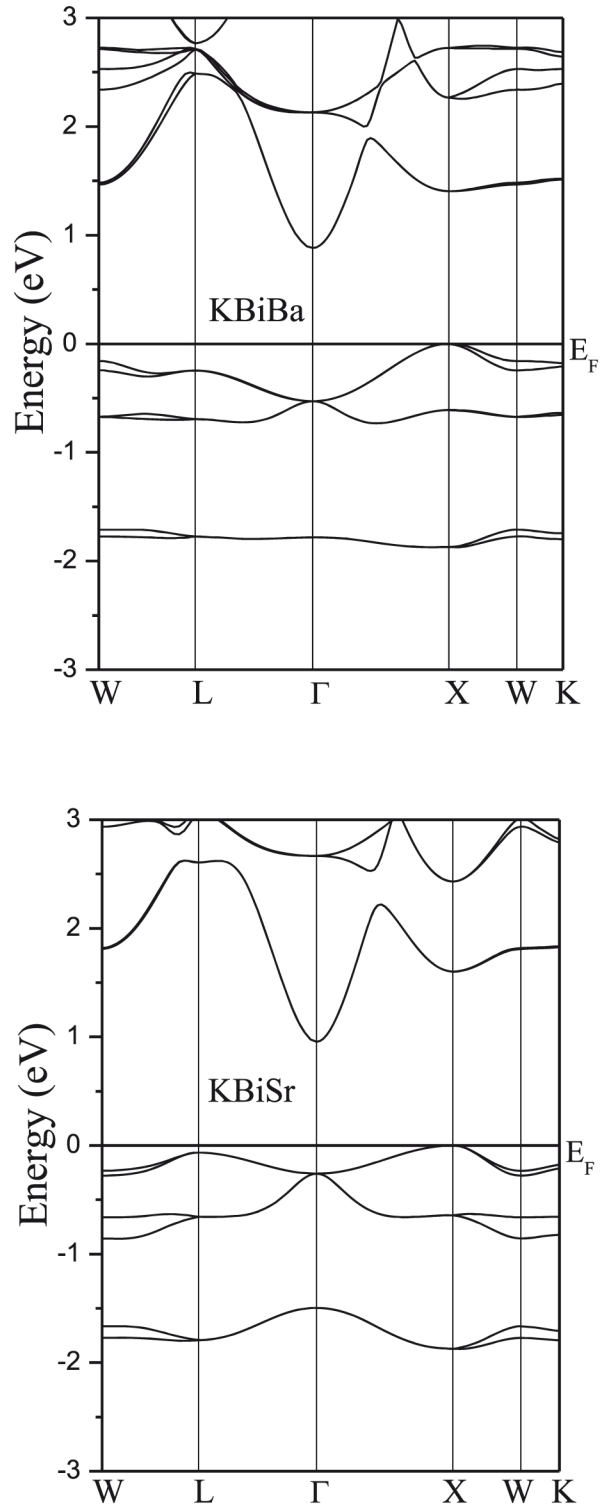 3
2
1
0
-1
-2
-3
Energy (eV)
KBiBa
E_F
W L Γ X W K
3
2
1
0
-1
-2
-3
Energy (eV)
KBiSr
E_F
W L Γ X W K